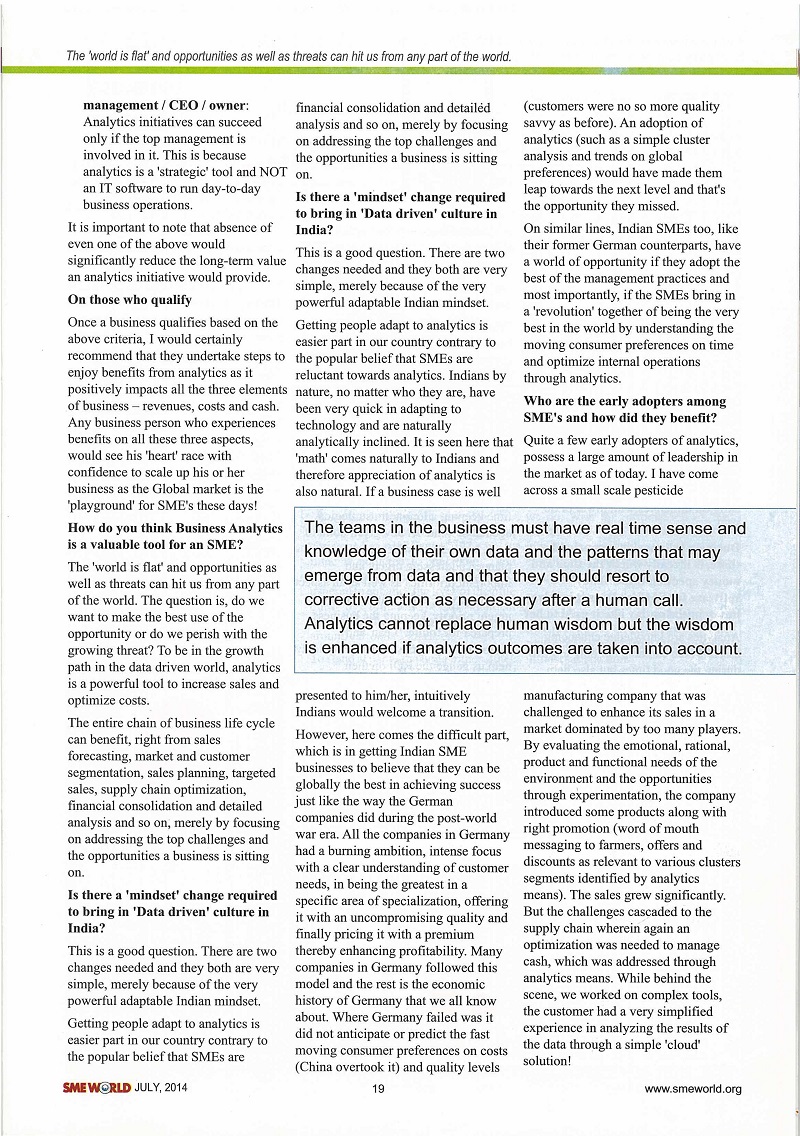 The 'world is flat' and opportunities as well as threats can hit us from any part of the world.
management / CEO / owner:
Analytics initiatives can succeed
only if the top management is
involved in it. This is because
analytics is a 'strategic' tool and NOT
an IT software to run day-to-day
business operations.
It is important to note that absence of
even one of the above would
significantly reduce the long-term value
an analytics initiative would provide.
On those who qualify
Once a business qualifies based on the
above criteria, I would certainly
recommend that they undertake steps to
enjoy benefits from analytics as it
positively impacts all the three elements
of business – revenues, costs and cash.
Any business person who experiences
benefits on all these three aspects,
would see his 'heart' race with
confidence to scale up his or her
business as the Global market is the
'playground' for SME's these days!
How do you think Business Analytics
is a valuable tool for an SME?
The 'world is flat' and opportunities as
well as threats can hit us from any part
of the world. The question is, do we
want to make the best use of the
opportunity or do we perish with the
growing threat? To be in the growth
path in the data driven world, analytics
is a powerful tool to increase sales and
optimize costs.
The entire chain of business life cycle
can benefit, right from sales
forecasting, market and customer
segmentation, sales planning, targeted
sales, supply chain optimization,
financial consolidation and detailed
analysis and so on, merely by focusing
on addressing the top challenges and
the opportunities a business is sitting
on.
Is there a 'mindset' change required
to bring in 'Data driven' culture in
India?
This is a good question. There are two
changes needed and they both are very
simple, merely because of the very
powerful adaptable Indian mindset.
Getting people adapt to analytics is
easier part in our country contrary to
the popular belief that SMEs are
financial consolidation and detailed
analysis and so on, merely by focusing
on addressing the top challenges and
the opportunities a business is sitting
on.
Is there a 'mindset' change required
to bring in 'Data driven' culture in
India?
This is a good question. There are two
changes needed and they both are very
simple, merely because of the very
powerful adaptable Indian mindset.
Getting people adapt to analytics is
easier part in our country contrary to
the popular belief that SMEs are
reluctant towards analytics. Indians by
nature, no matter who they are, have
been very quick in adapting to
technology and are naturally
analytically inclined. It is seen here that
'math' comes naturally to Indians and
therefore appreciation of analytics is
also natural. If a business case is well
presented to him/her, intuitively
Indians would welcome a transition.
However, here comes the difficult part,
which is in getting Indian SME
businesses to believe that they can be
globally the best in achieving success
just like the way the German
companies did during the post-world
war era. All the companies in Germany
had a burning ambition, intense focus
with a clear understanding of customer
needs, in being the greatest in a
specific area of specialization, offering
it with an uncompromising quality and
finally pricing it with a premium
thereby enhancing profitability. Many
companies in Germany followed this
model and the rest is the economic
history of Germany that we all know
about. Where Germany failed was it
did not anticipate or predict the fast
moving consumer preferences on costs
(China overtook it) and quality levels
(customers were no so more quality
savvy as before). An adoption of
analytics (such as a simple cluster
analysis and trends on global
preferences) would have made them
leap towards the next level and that's
the opportunity they missed.
On similar lines, Indian SMEs too, like
their former German counterparts, have
a world of opportunity if they adopt the
best of the management practices and
most importantly, if the SMEs bring in
a 'revolution' together of being the very
best in the world by understanding the
moving consumer preferences on time
and optimize internal operations
through analytics.
Who are the early adopters among
SME's and how did they benefit?
Quite a few early adopters of analytics,
possess a large amount of leadership in
the market as of today. I have come
across a small scale pesticide
manufacturing company that was
challenged to enhance its sales in a
market dominated by too many players.
By evaluating the emotional, rational,
product and functional needs of the
environment and the opportunities
through experimentation, the company
introduced some products along with
right promotion (word of mouth
messaging to farmers, offers and
discounts as relevant to various clusters
segments identified by analytics
means). The sales grew significantly.
But the challenges cascaded to the
supply chain wherein again an
optimization was needed to manage
cash, which was addressed through
analytics means. While behind the
scene, we worked on complex tools,
the customer had a very simplified
experience in analyzing the results of
the data through a simple 'cloud'
solution!
The teams in the business must have real time sense and
knowledge of their own data and the patterns that may
emerge from data and that they should resort to
corrective action as necessary after a human call.
Analytics cannot replace human wisdom but the wisdom
is enhanced if analytics outcomes are taken into account.
SME WORLD JULY, 2014
19
www.smeworld.org